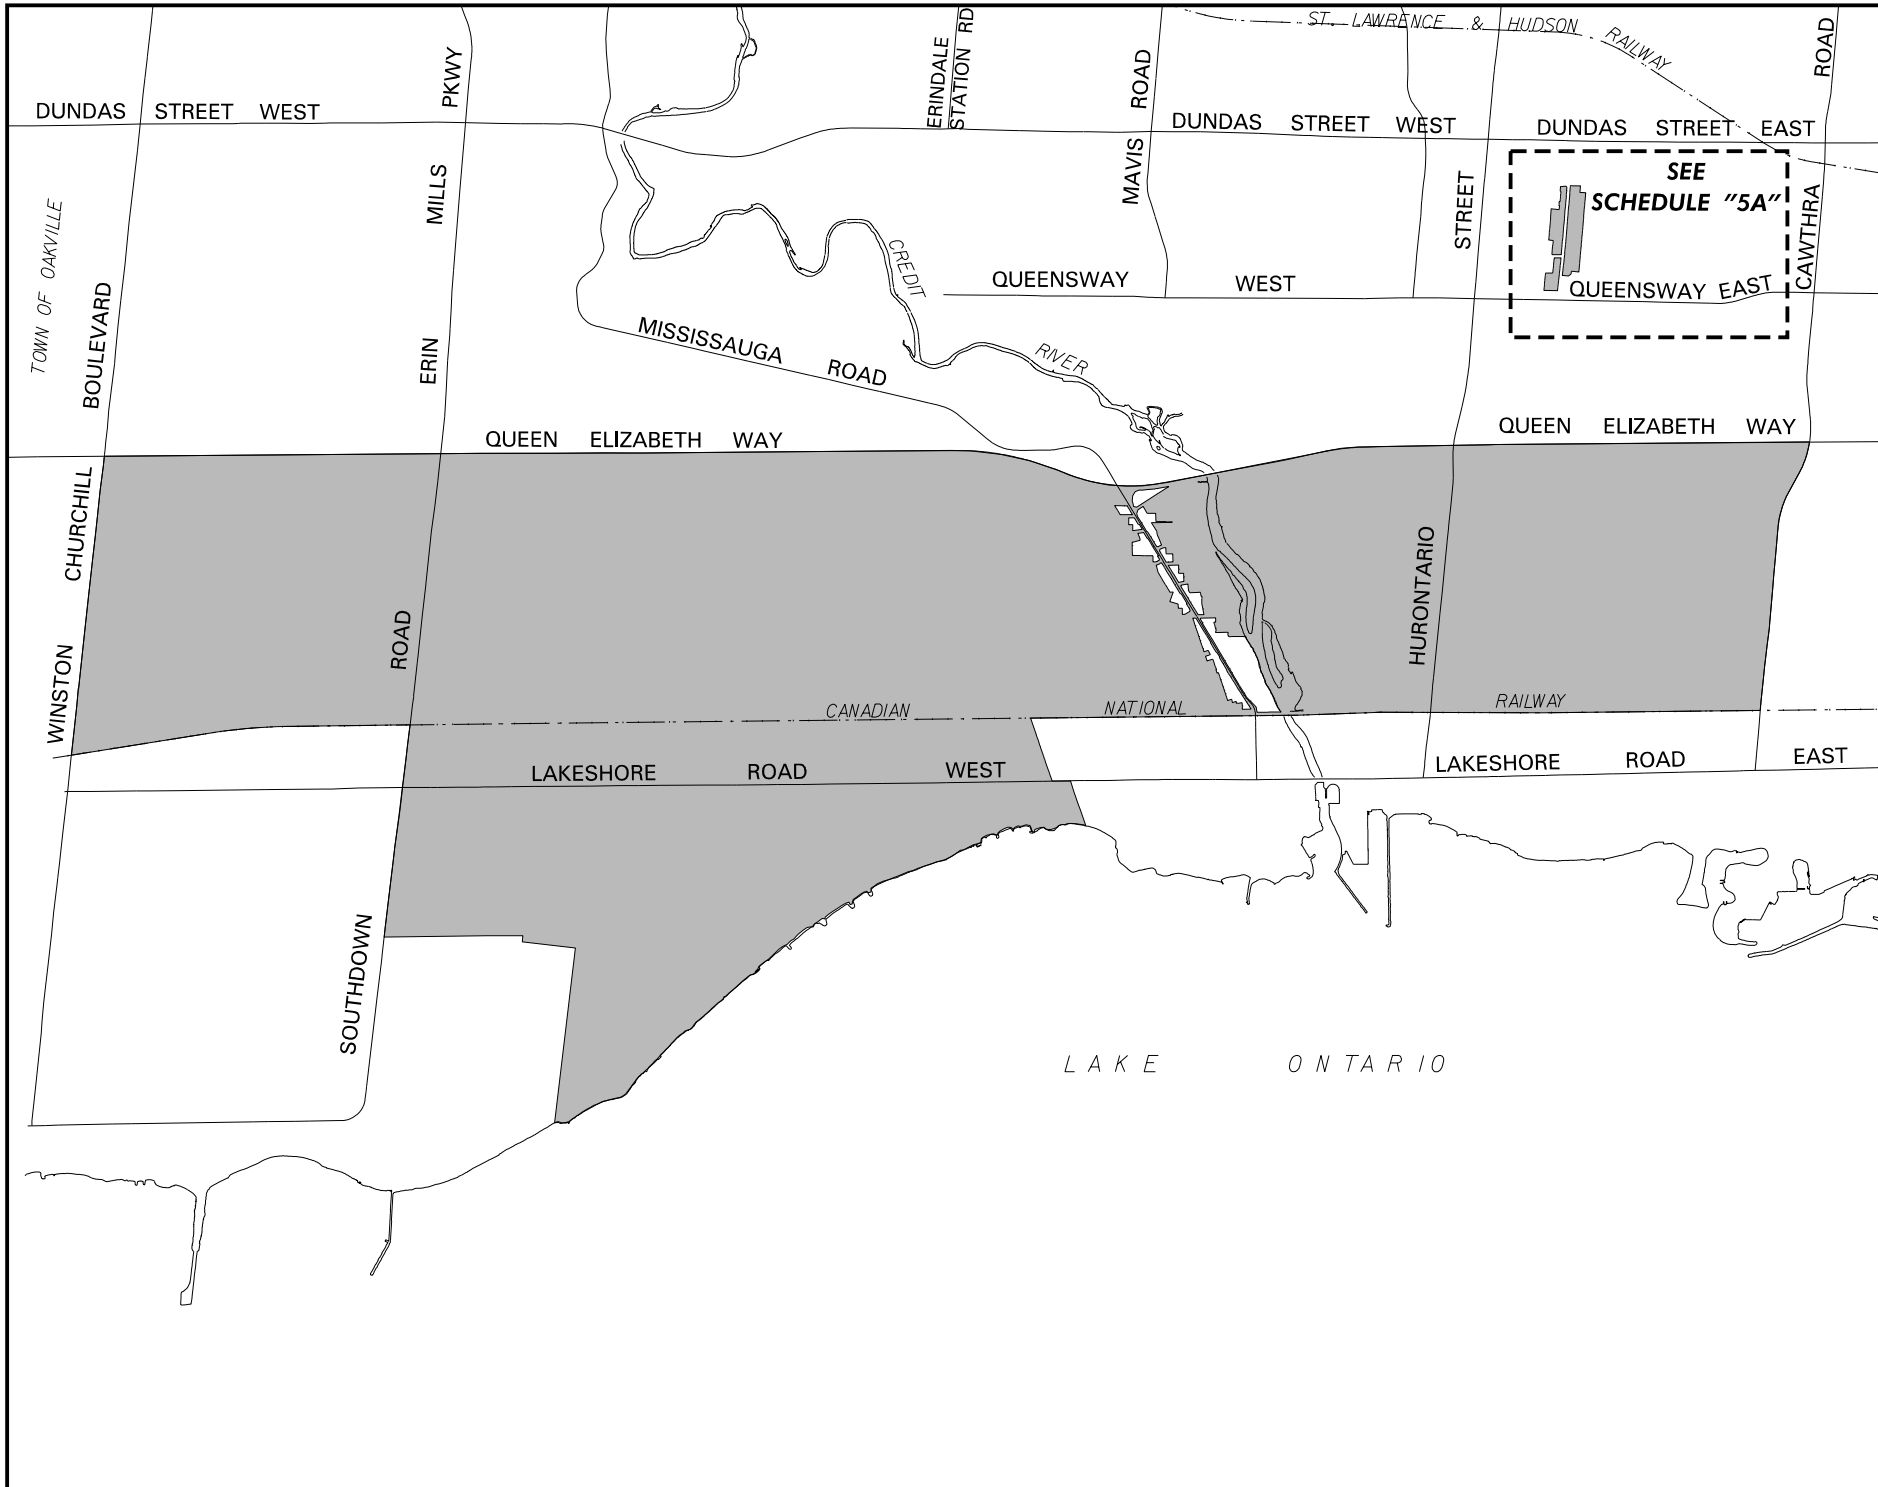 ST. LAWRENCE & HUDSON RAILWAY
DUNDAS STREET WEST
PKWY
ERINDALE
STATION RD
ROAD
DUNDAS STREET WEST
DUNDAS STREET EAST
ROAD
TOWN OF OAKVILLE
MILLS
MAVIS
STREET
SEE
SCHEDULE "5A"
CAWTHRA
BOULEVARD
ERIN
CREDIT
RIVER
QUEENSWAY WEST
QUEENSWAY EAST
MISSISSAUGA ROAD
QUEEN ELIZABETH WAY
QUEEN ELIZABETH WAY
CHURCHILL
WINSTON
ROAD
HURONTARIO
CANADIAN NATIONAL RAILWAY
LAKESHORE ROAD WEST
LAKESHORE ROAD EAST
SOUTHDOWN
LAKE ONTARIO